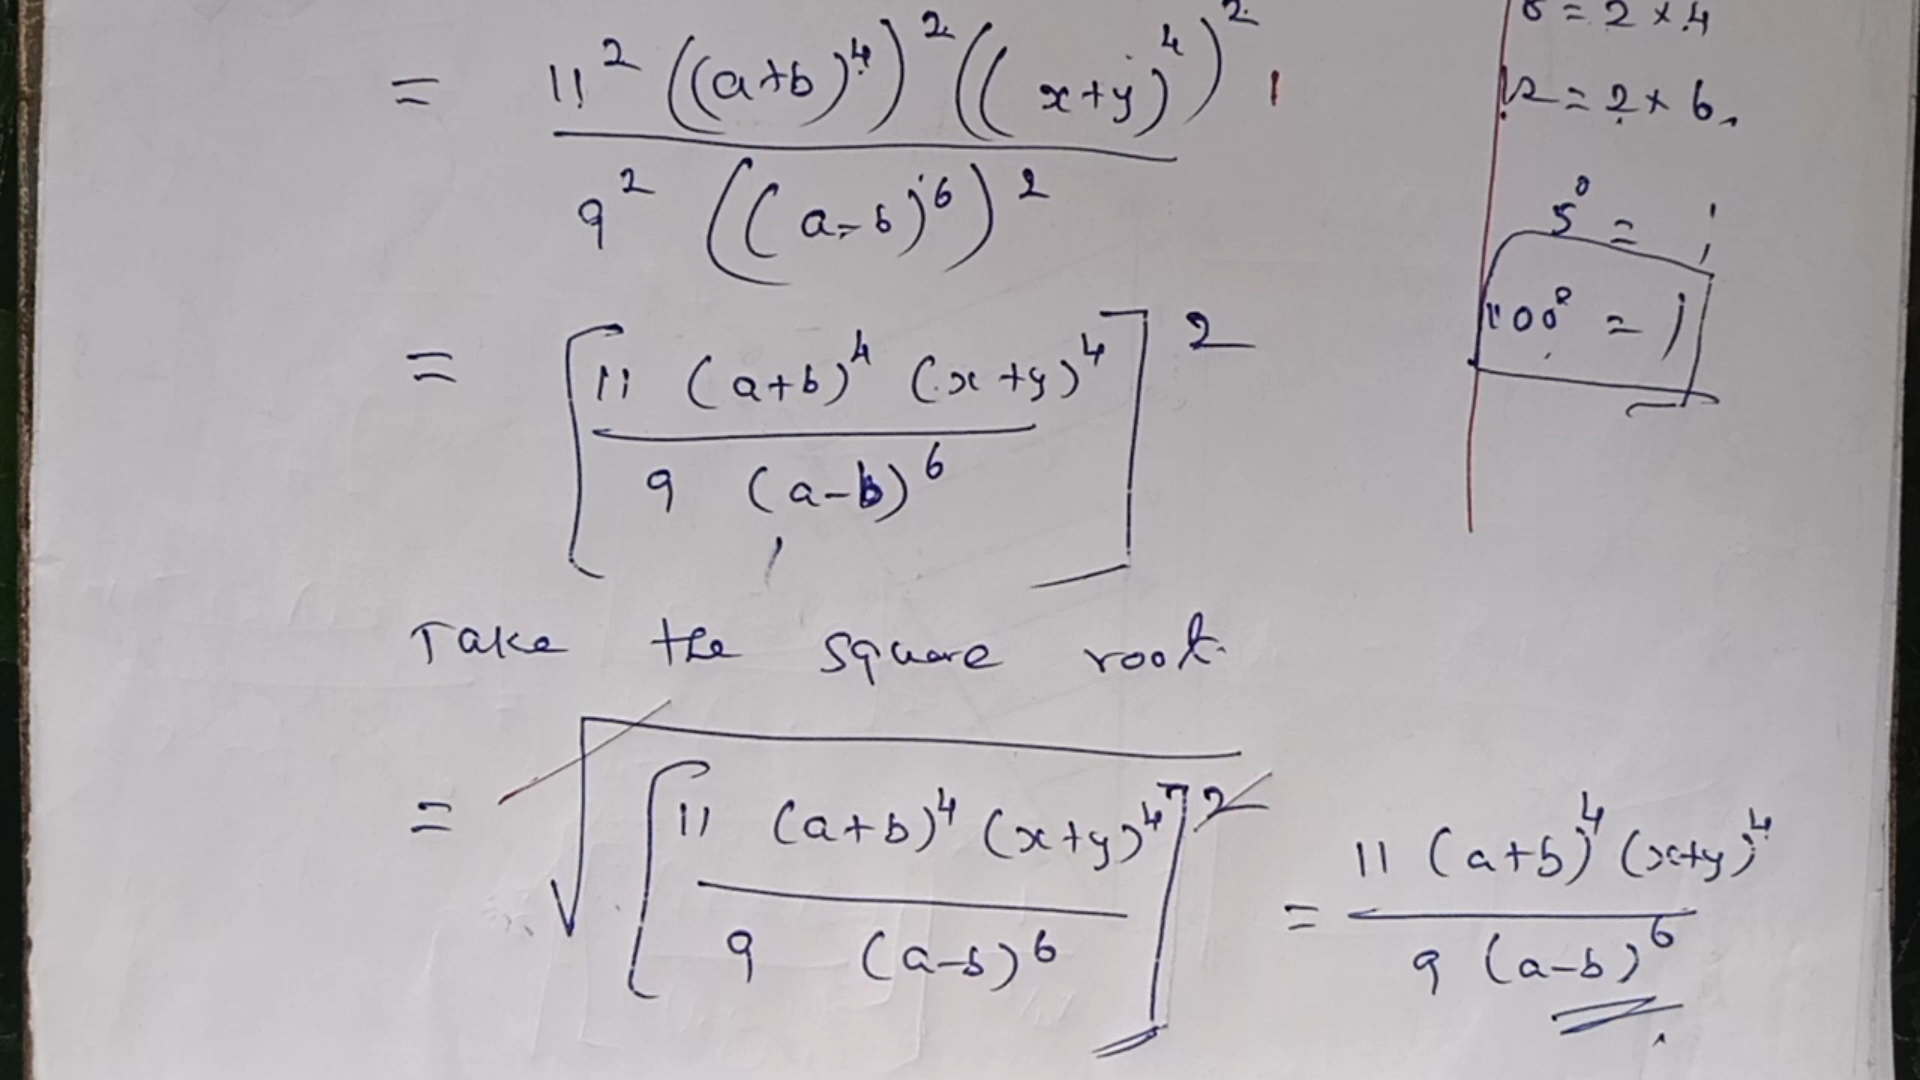 = 11² ((a+b)⁴)² ((x+y)⁴)²
9² ((a-b)⁶)²
= [ 11 (a+b)⁴ (x+y)⁴
9 (a-b)⁶ ]²
Take the square root.
= √[ 11 (a+b)⁴ (x+y)⁴
9 (a-b)⁶ ]² = 11 (a+b)⁴ (x+y)⁴
9 (a-b)⁶
8 = 2 × 4
12 = 2 × 6
5⁰ = 1
100⁰ = 1